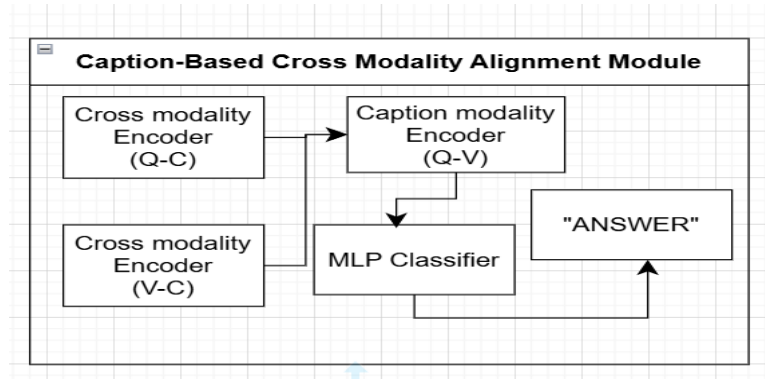 Caption-Based Cross Modality Alignment Module
Cross modality
Encoder
(Q-C)
Caption modality
Encoder
(Q-V)
Cross modality
Encoder
(V-C)
MLP Classifier
"ANSWER"